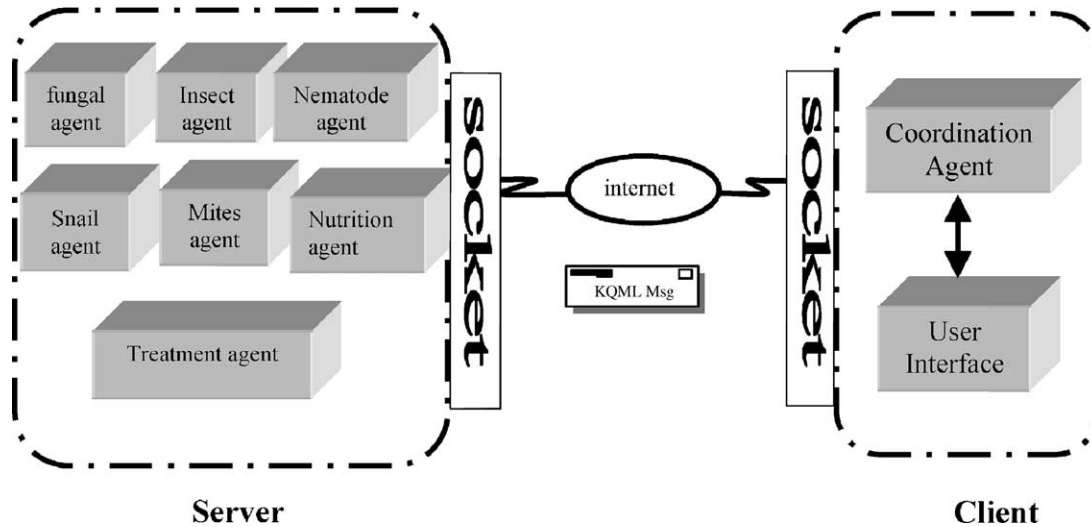 fungal
agent
Insect
agent
Nematode
agent
Snail
agent
Mites
agent
Nutrition
agent
Treatment agent
socket
internet
KQML Msg
socket
Coordination
Agent
User
Interface
Server
Client